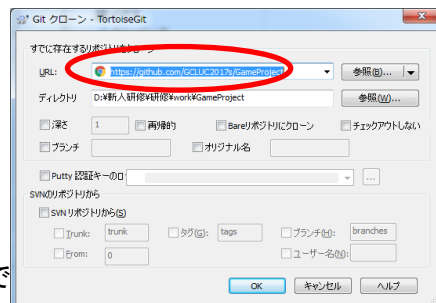 Git クローン - TortoiseGit
すでに存在するリポジトリをクローン
URL: https://github.com/GCLUC2017s/GameProject 参照(B)...
ディレクトリ D:¥新人研修¥研修¥work¥GameProject 参照(W)...
深さ 1 再帰的 Bareリポジトリにクローン チェックアウトしない
ブランチ オリジナル名
Putty 認証キーのロ ...
SVNのリポジトリから
SVN リポジトリから(S)
Trunk: trunk タグ(G): tags ブランチ(H): branches
From: 0 ユーザー名(N):
で
OK キャンセル ヘルプ